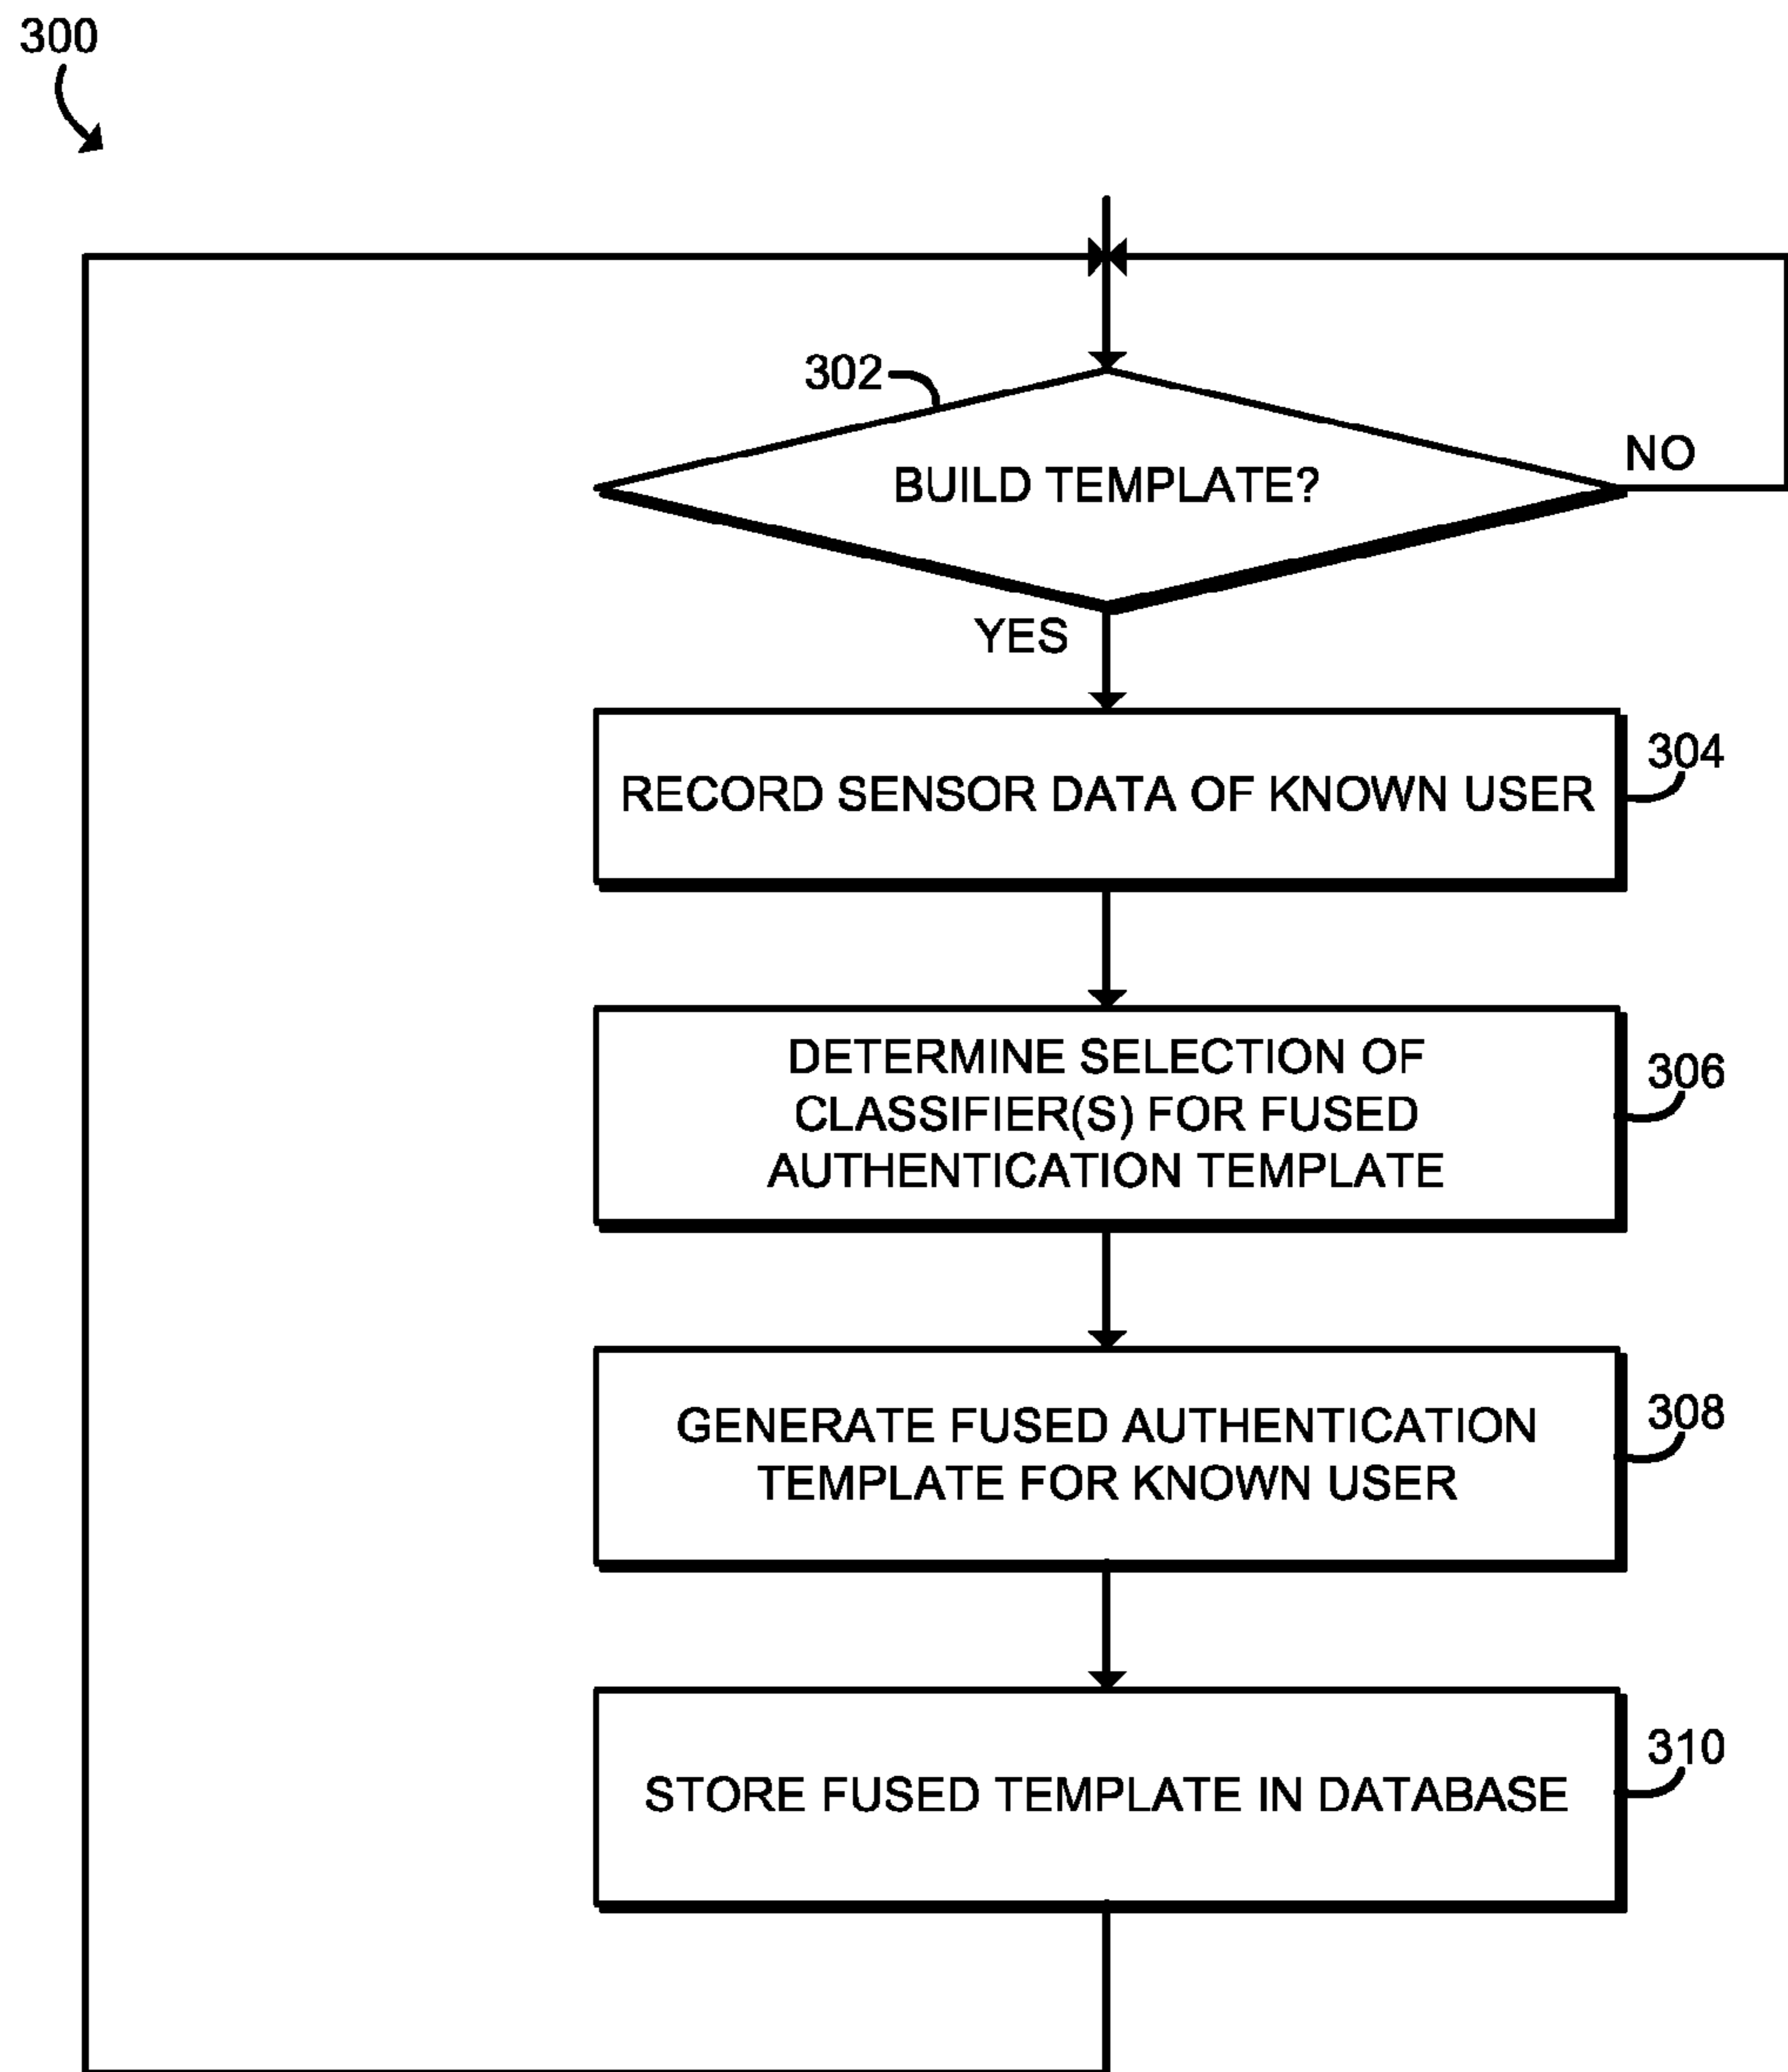 300
302
BUILD TEMPLATE?
NO
YES
RECORD SENSOR DATA OF KNOWN USER
304
DETERMINE SELECTION OF
CLASSIFIER(S) FOR FUSED
AUTHENTICATION TEMPLATE
306
GENERATE FUSED AUTHENTICATION
TEMPLATE FOR KNOWN USER
308
STORE FUSED TEMPLATE IN DATABASE
310